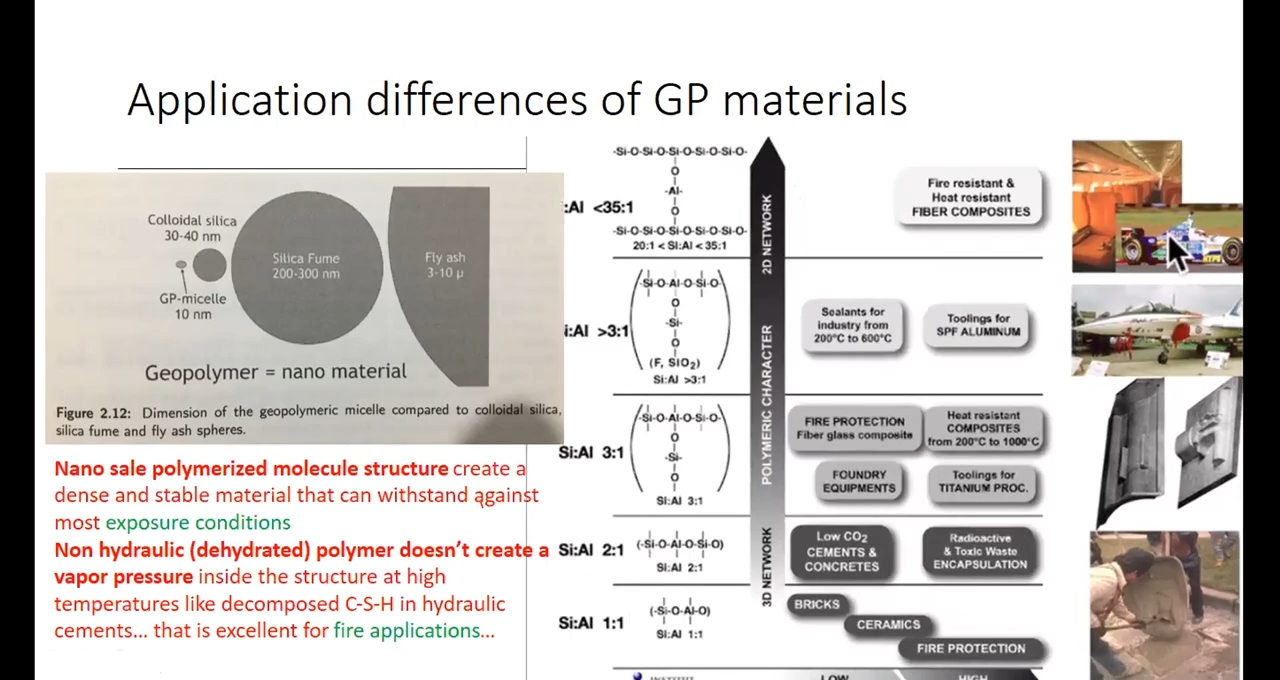 Application differences of GP materials
Colloidal silica
30-40 nm
Silica Fume
200-300 nm
Fly ash
3-10 μ
GP-micelle
10 nm
Geopolymer = nano material
Figure 2.12: Dimension of the geopolymeric micelle compared to colloidal silica,
silica fume and fly ash spheres.
Nano sale polymerized molecule structure create a
dense and stable material that can withstand against
most exposure conditions
Non hydraulic (dehydrated) polymer doesn't create a
vapor pressure inside the structure at high
temperatures like decomposed C-S-H in hydraulic
cements... that is excellent for fire applications...
-Si-O-Si-O-Si-O-Si-O-Si-O-
O
-Al-
O
:Al <35:1
-Si-O-Si-O-Si-O-Si-O-Si-O-
20:1 < Si:Al < 35:1
-Si-O-Al-O-Si-O-
O
i:Al >3:1
-Si-
O
(F, SIO2)
Si:Al >3:1
-Si-O-Al-O-Si-O-
O
Si:Al 3:1
-Si-
O
Si:Al 3:1
Si:Al 2:1
(-Si-O-Al-O-Si-O)
Si:Al 2:1
Si:Al 1:1
(-Si-O-Al-O)
Si:Al 1:1
2D NETWORK
POLYMERIC CHARACTER
3D NETWORK
Fire resistant &
Heat resistant
FIBER COMPOSITES
Sealants for
industry from
200°C to 600°C
Toolings for
SPF ALUMINUM
FIRE PROTECTION
Fiber glass composite
Heat resistant
COMPOSITES
from 200°C to 1000°C
FOUNDRY
EQUIPMENTS
Toolings for
TITANIUM PROC.
Low CO2
CEMENTS &
CONCRETES
Radioactive
& Toxic Waste
ENCAPSULATION
BRICKS
CERAMICS
FIRE PROTECTION
LOW
HIGH